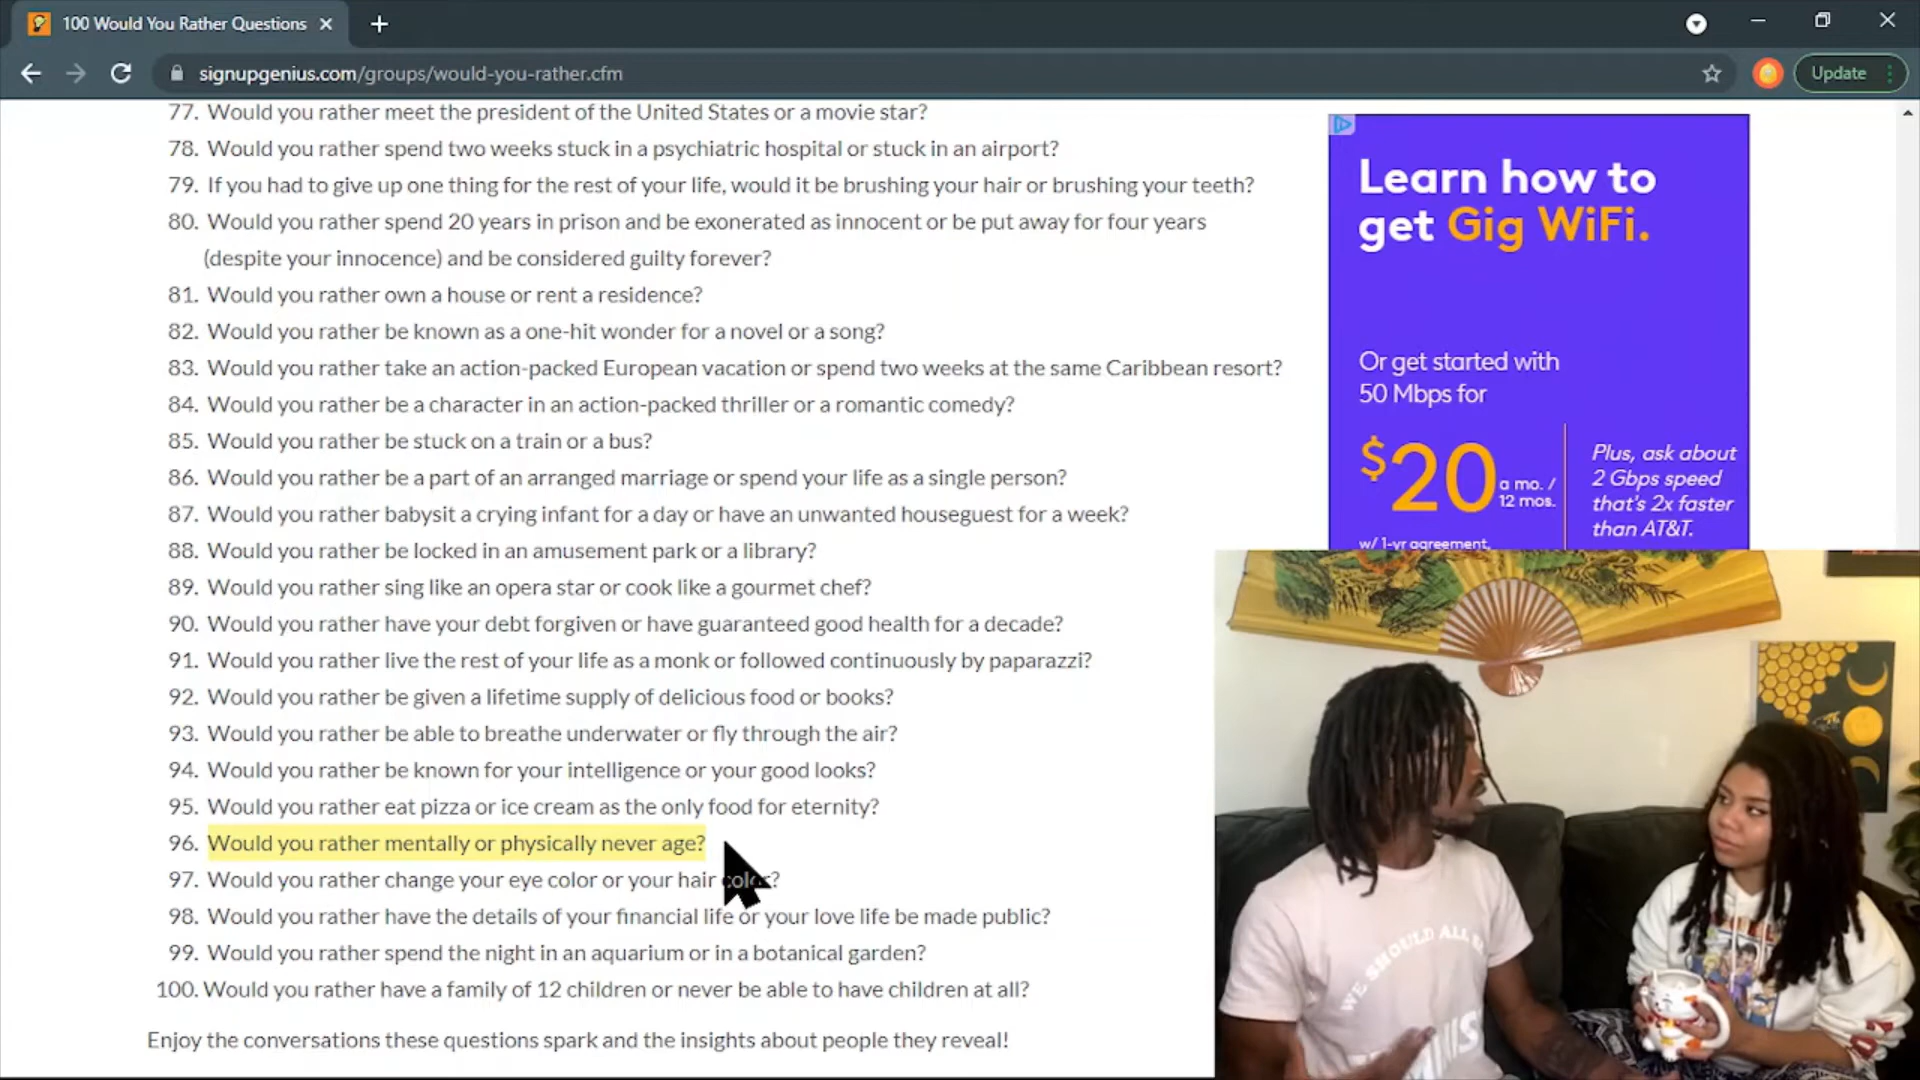 100 Would You Rather Questions
signupgenius.com/groups/would-you-rather.cfm
Update
77. Would you rather meet the president of the United States or a movie star?
78. Would you rather spend two weeks stuck in a psychiatric hospital or stuck in an airport?
79. If you had to give up one thing for the rest of your life, would it be brushing your hair or brushing your teeth?
80. Would you rather spend 20 years in prison and be exonerated as innocent or be put away for four years
(despite your innocence) and be considered guilty forever?
81. Would you rather own a house or rent a residence?
82. Would you rather be known as a one-hit wonder for a novel or a song?
83. Would you rather take an action-packed European vacation or spend two weeks at the same Caribbean resort?
84. Would you rather be a character in an action-packed thriller or a romantic comedy?
85. Would you rather be stuck on a train or a bus?
86. Would you rather be a part of an arranged marriage or spend your life as a single person?
87. Would you rather babysit a crying infant for a day or have an unwanted houseguest for a week?
88. Would you rather be locked in an amusement park or a library?
89. Would you rather sing like an opera star or cook like a gourmet chef?
90. Would you rather have your debt forgiven or have guaranteed good health for a decade?
91. Would you rather live the rest of your life as a monk or followed continuously by paparazzi?
92. Would you rather be given a lifetime supply of delicious food or books?
93. Would you rather be able to breathe underwater or fly through the air?
94. Would you rather be known for your intelligence or your good looks?
95. Would you rather eat pizza or ice cream as the only food for eternity?
96. Would you rather mentally or physically never age?
97. Would you rather change your eye color or your hair color?
98. Would you rather have the details of your financial life or your love life be made public?
99. Would you rather spend the night in an aquarium or in a botanical garden?
100. Would you rather have a family of 12 children or never be able to have children at all?
Enjoy the conversations these questions spark and the insights about people they reveal!
Learn how to
get Gig WiFi.
Or get started with
50 Mbps for
$20
a mo. /
12 mos.
Plus, ask about
2 Gbps speed
that's 2x faster
than AT&T.
w/ 1-yr agreement.
WE SHOULD ALL